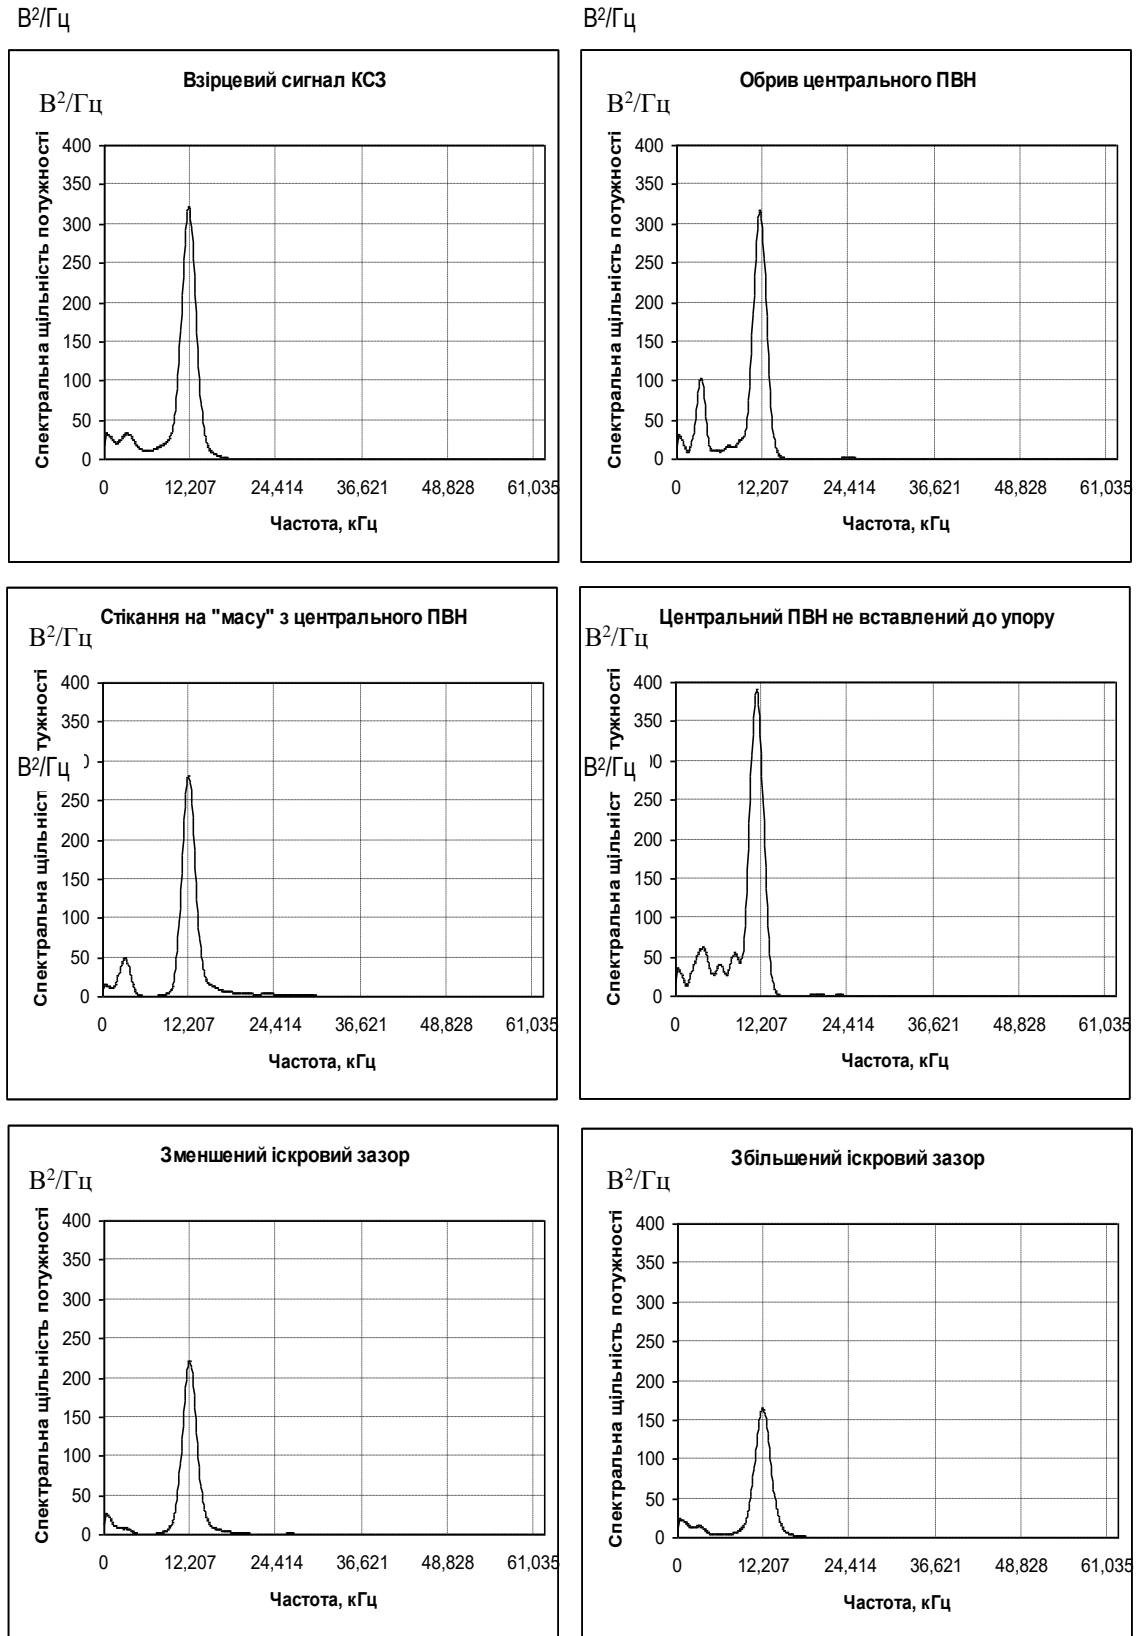 В²/Гц
В²/Гц
Взірцевий сигнал КСЗ
В²/Гц
Спектральна щільність потужності
400
350
300
250
200
150
100
50
0
0 12,207 24,414 36,621 48,828 61,035
Частота, кГц
Обрив центрального ПВН
В²/Гц
Спектральна щільність потужності
400
350
300
250
200
150
100
50
0
0 12,207 24,414 36,621 48,828 61,035
Частота, кГц
Стікання на "масу" з центрального ПВН
В²/Гц
Спектральна щільніст тужності
400
350
В²/Гц 0
250
200
150
100
50
0
0 12,207 24,414 36,621 48,828 61,035
Частота, кГц
Центральний ПВН не вставлений до упору
В²/Гц
Спектральна щільніст тужності
400
350
В²/Гц 0
250
200
150
100
50
0
0 12,207 24,414 36,621 48,828 61,035
Частота, кГц
Зменшений іскровий зазор
В²/Гц
Спектральна щільність потужності
400
350
300
250
200
150
100
50
0
0 12,207 24,414 36,621 48,828 61,035
Частота, кГц
Збільшений іскровий зазор
В²/Гц
Спектральна щільність потужності
400
350
300
250
200
150
100
50
0
0 12,207 24,414 36,621 48,828 61,035
Частота, кГц